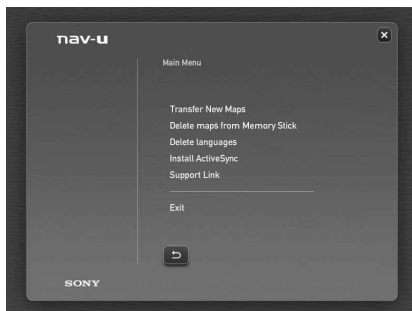 nav-u
Main Menu
Transfer New Maps
Delete maps from Memory Stick
Delete languages
Install ActiveSync
Support Link
Exit
SONY